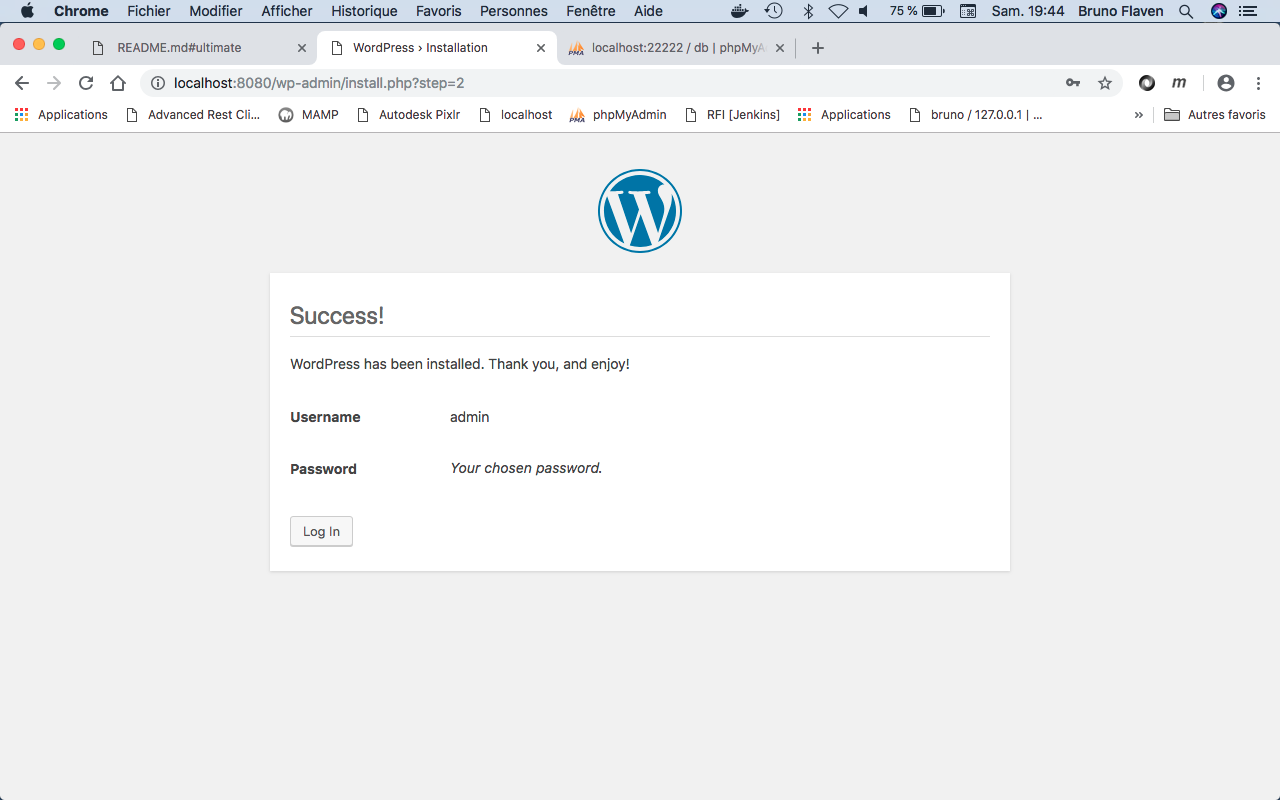 Chrome Fichier Modifier Afficher Historique Favoris Personnes Fenêtre Aide 75 % Sam. 19:44 Bruno Flaven
README.md#ultimate WordPress › Installation localhost:22222 / db | phpMyA
localhost:8080/wp-admin/install.php?step=2 m
Applications Advanced Rest Cli... MAMP Autodesk Pixlr localhost PMA phpMyAdmin RFI [Jenkins] Applications bruno / 127.0.0.1 | ... » Autres favoris
W
Success!
WordPress has been installed. Thank you, and enjoy!
Username admin
Password Your chosen password.
Log In